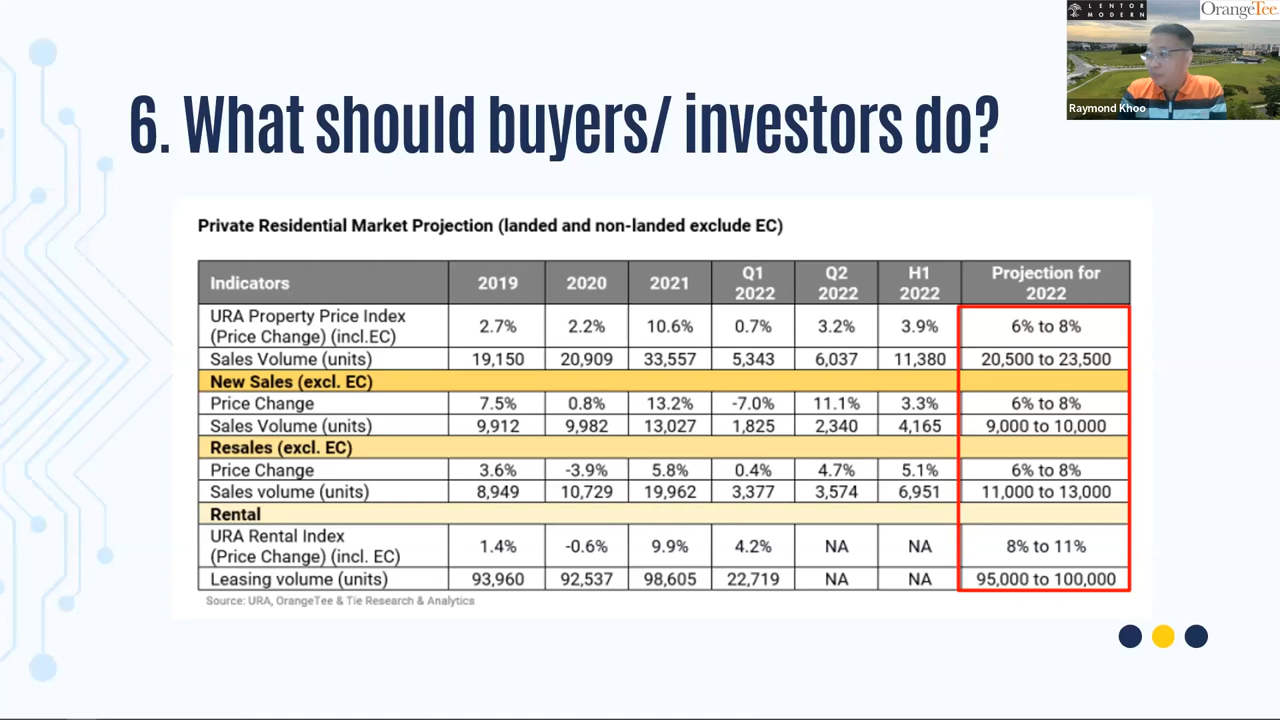 LENTOR
MODERN
OrangeTee
Raymond Khoo
6. What should buyers/ investors do?
Private Residential Market Projection (landed and non-landed exclude EC)
Indicators 2019 2020 2021 Q1 2022 Q2 2022 H1 2022 Projection for 2022
URA Property Price Index (Price Change) (incl.EC) 2.7% 2.2% 10.6% 0.7% 3.2% 3.9% 6% to 8%
Sales Volume (units) 19,150 20,909 33,557 5,343 6,037 11,380 20,500 to 23,500
New Sales (excl. EC)
Price Change 7.5% 0.8% 13.2% -7.0% 11.1% 3.3% 6% to 8%
Sales Volume (units) 9,912 9,982 13,027 1,825 2,340 4,165 9,000 to 10,000
Resales (excl. EC)
Price Change 3.6% -3.9% 5.8% 0.4% 4.7% 5.1% 6% to 8%
Sales volume (units) 8,949 10,729 19,962 3,377 3,574 6,951 11,000 to 13,000
Rental
URA Rental Index (Price Change) (incl. EC) 1.4% -0.6% 9.9% 4.2% NA NA 8% to 11%
Leasing volume (units) 93,960 92,537 98,605 22,719 NA NA 95,000 to 100,000
Source: URA, OrangeTee & Tie Research & Analytics